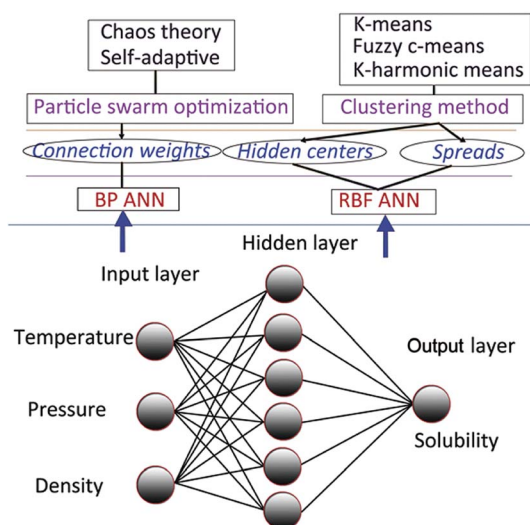 Chaos theory
Self-adaptive
K-means
Fuzzy c-means
K-harmonic means
Particle swarm optimization
Clustering method
Connection weights
Hidden centers
Spreads
BP ANN
RBF ANN
Hidden layer
Input layer
Temperature
Output layer
Pressure
Solubility
Density